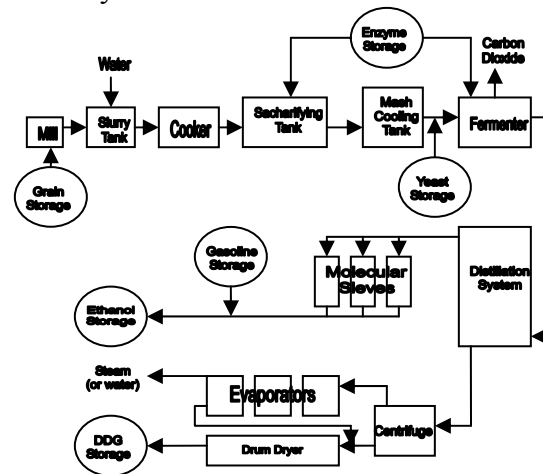 Enzyme
Storage
Carbon
Dioxide
Water
Mill
Slurry
Tank
Cooker
Sacharifying
Tank
Mash
Cooling
Tank
Fermenter
Grain
Storage
Yeast
Storage
Gasoline
Storage
Molecular
Sieves
Distillation
System
Ethanol
Storage
Steam
(or water)
Evaporators
Centrifuge
DDG
Storage
Drum Dryer